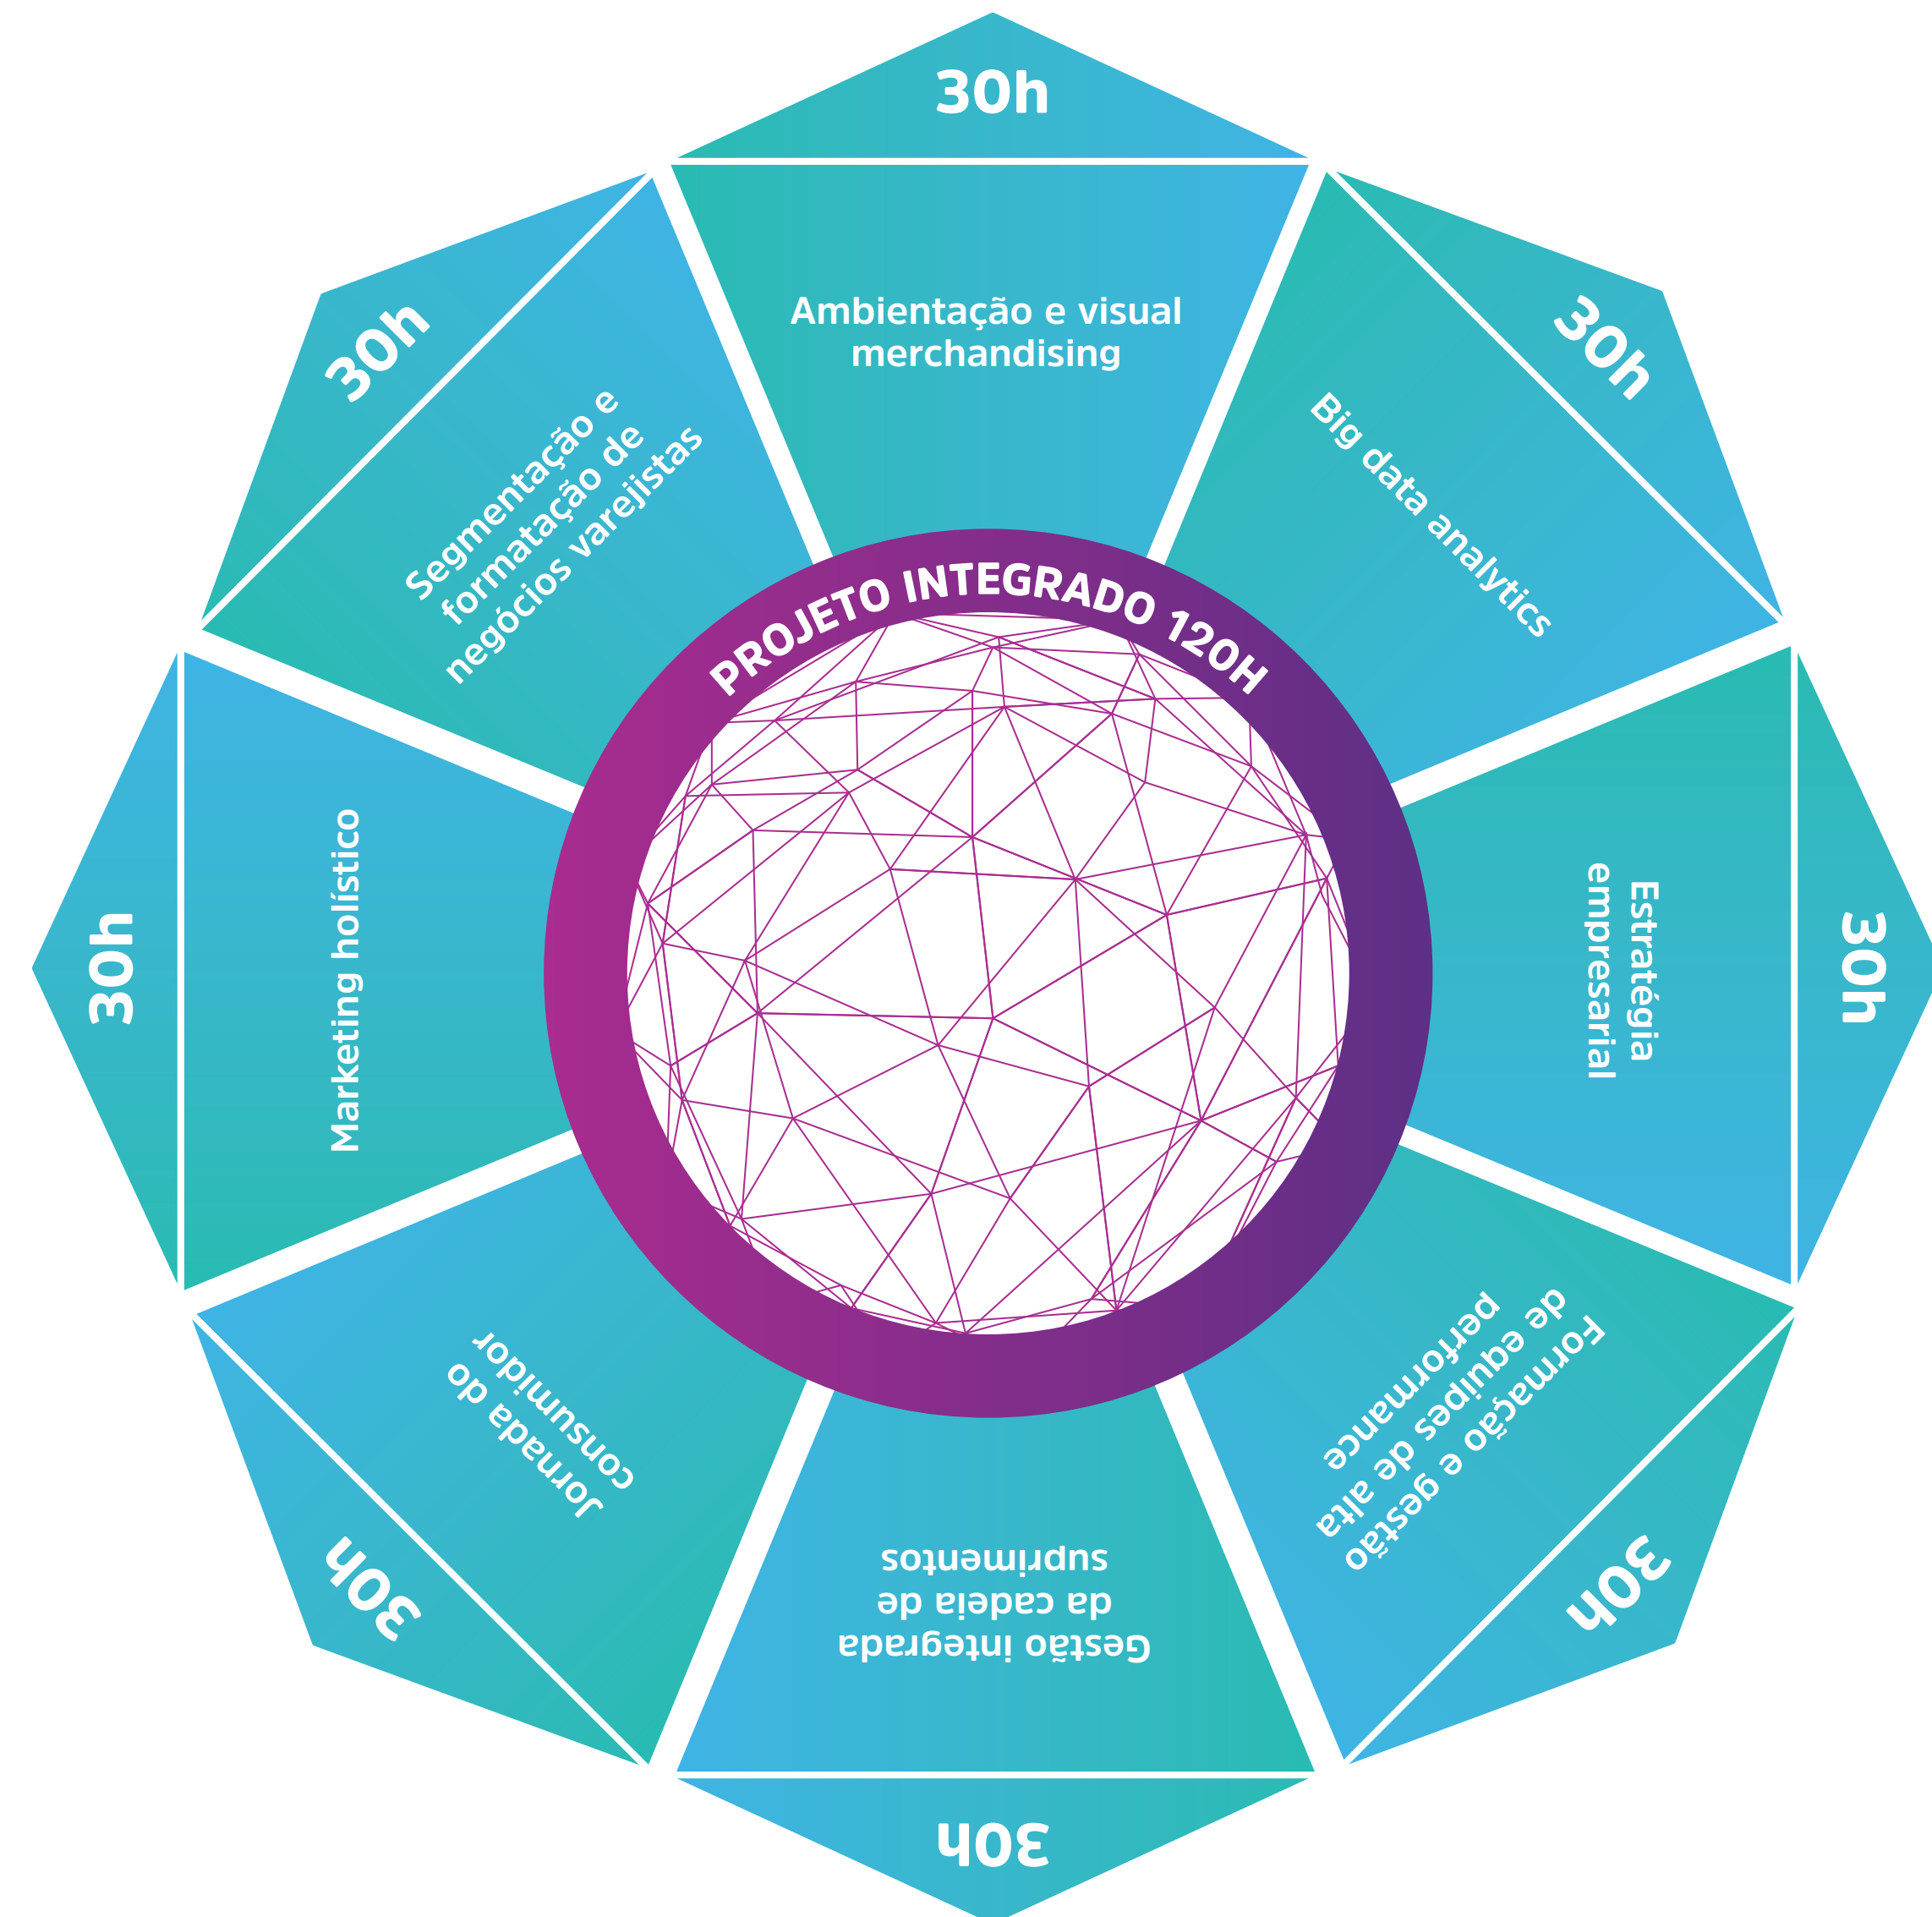 30h
Ambientação e visual
merchandising
30h
Big data analytics
30h
Estratégia
empresarial
30h
Formação e gestão
de equipes de alta
performance
30h
Gestão integrada
da cadeia de
suprimentos
30h
Jornada do
consumidor
30h
Marketing holístico
30h
Segmentação e
formatação de
negócios varejistas
PROJETO INTEGRADO 120H